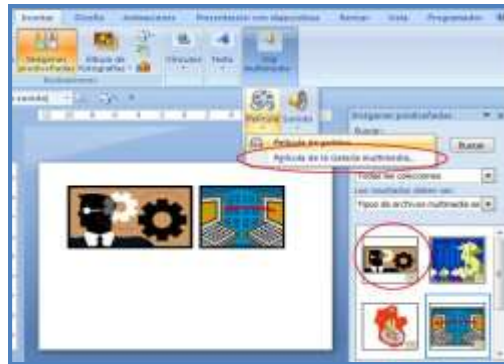 Insertar Diseño Animaciones Presentación con diapositivas Revisar Vista Programador
Imágenes prediseñadas
Álbum de fotografías
Vínculos
Texto
Clip multimedia
Ilustraciones
Película
Sonido
Imágenes prediseñadas
Buscar:
Buscar
Película de archivo...
Película de la Galería multimedia...
Todas las colecciones
Los resultados deben ser:
Tipos de archivos multimedia